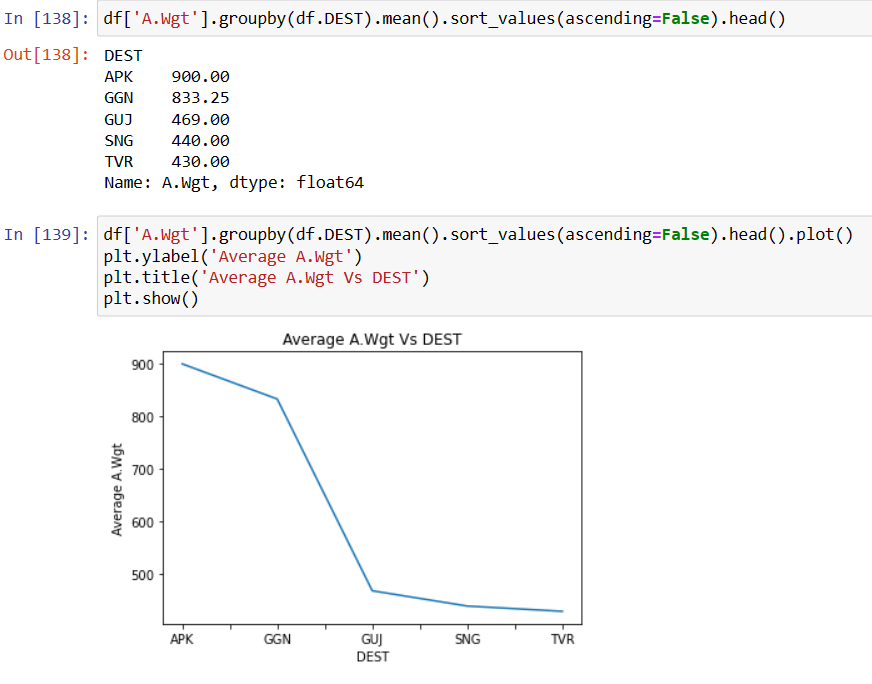 In [138]: df['A.Wgt'].groupby(df.DEST).mean().sort_values(ascending=False).head()
Out[138]: DEST
APK    900.00
GGN    833.25
GUJ    469.00
SNG    440.00
TVR    430.00
Name: A.Wgt, dtype: float64
In [139]: df['A.Wgt'].groupby(df.DEST).mean().sort_values(ascending=False).head().plot()
plt.ylabel('Average A.Wgt')
plt.title('Average A.Wgt Vs DEST')
plt.show()
Average A.Wgt Vs DEST
900
800
700
600
500
Average A.Wgt
APK GGN GUJ SNG TVR
DEST